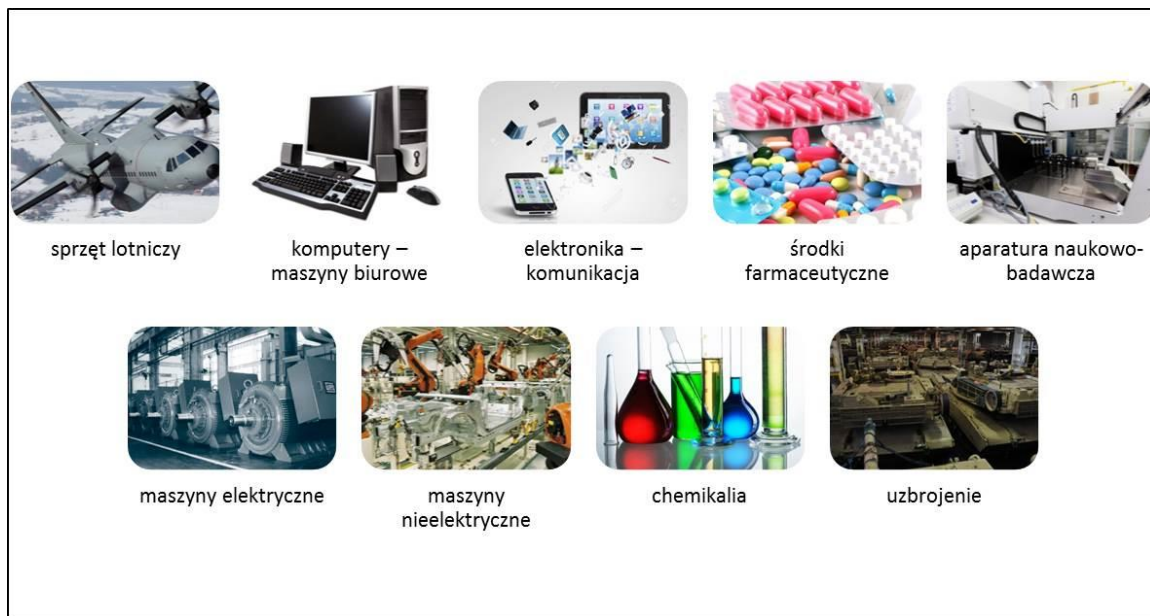 sprzęt lotniczy
komputery –
maszyny biurowe
elektronika –
komunikacja
środki
farmaceutyczne
aparatura naukowo-
badawcza
maszyny elektryczne
maszyny
nieelektryczne
chemikalia
uzbrojenie